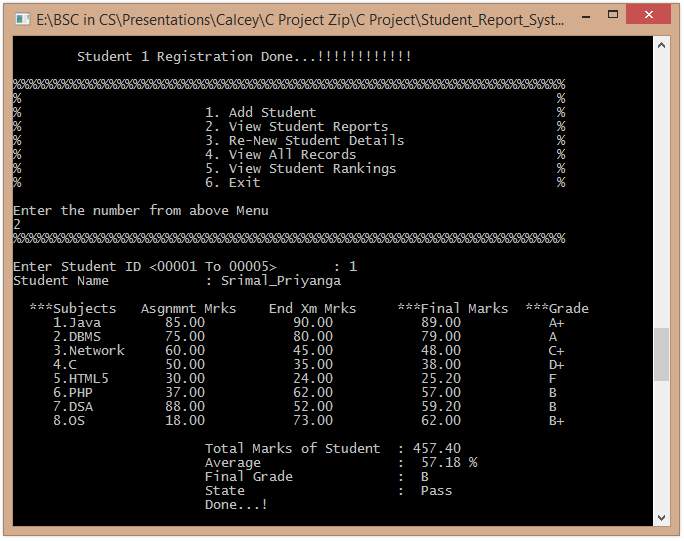 E:\BSC in CS\Presentations\Calcey\C Project Zip\C Project\Student_Report_Syst...
Student 1 Registration Done...!!!!!!!!!!!!
%%%%%%%%%%%%%%%%%%%%%%%%%%%%%%%%%%%%%%%%%%%%%%%%%%%%%%%%%%%%%%%%%%%%%%%
% %
% 1. Add Student %
% 2. View Student Reports %
% 3. Re-New Student Details %
% 4. View All Records %
% 5. View Student Rankings %
% 6. Exit %
Enter the number from above Menu
2
%%%%%%%%%%%%%%%%%%%%%%%%%%%%%%%%%%%%%%%%%%%%%%%%%%%%%%%%%%%%%%%%%%%%%%%
Enter Student ID <00001 To 00005> : 1
Student Name : Srimal_Priyanga
***Subjects Asgnmnt Mrks End Xm Mrks ***Final Marks ***Grade
1.Java 85.00 90.00 89.00 A+
2.DBMS 75.00 80.00 79.00 A
3.Network 60.00 45.00 48.00 C+
4.C 50.00 35.00 38.00 D+
5.HTML5 30.00 24.00 25.20 F
6.PHP 37.00 62.00 57.00 B
7.DSA 88.00 52.00 59.20 B
8.OS 18.00 73.00 62.00 B+
Total Marks of Student : 457.40
Average : 57.18 %
Final Grade : B
State : Pass
Done...!